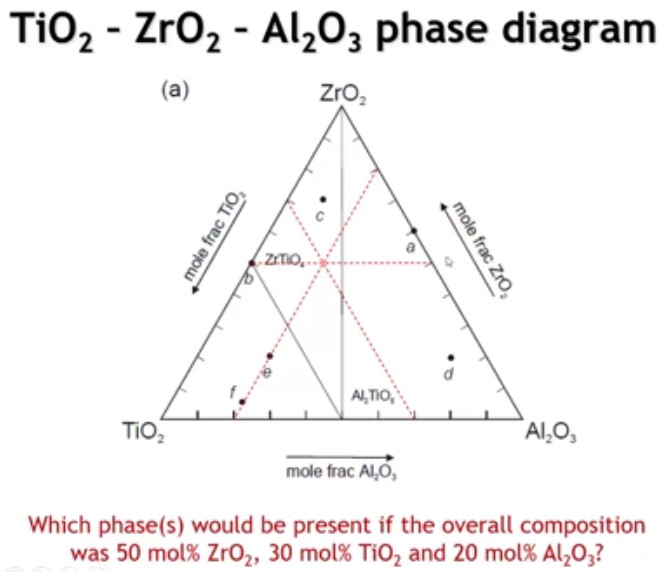 TiO₂ - ZrO₂ - Al₂O₃ phase diagram
(a)
ZrO₂
mole frac TiO₂
mole frac ZrO₂
c
a
ZrTiO₄
b
e
d
f
Al₂TiO₅
TiO₂
Al₂O₃
mole frac Al₂O₃
Which phase(s) would be present if the overall composition
was 50 mol% ZrO₂, 30 mol% TiO₂ and 20 mol% Al₂O₃?